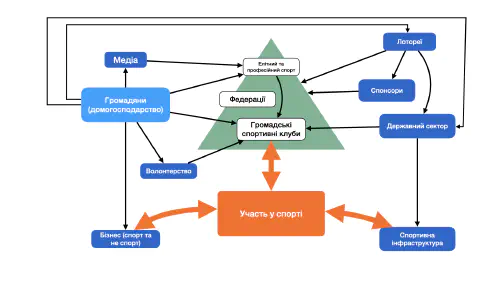 Лотореї
Медіа
Елітний та
професійний спорт
Спонсори
Федерації
Громадяни
(домогосподарство)
Громадські
спортивні клуби
Державний сектор
Волонтерство
Участь у спорті
Бізнес (спорт та
не спорт)
Спортивна
інфраструктура